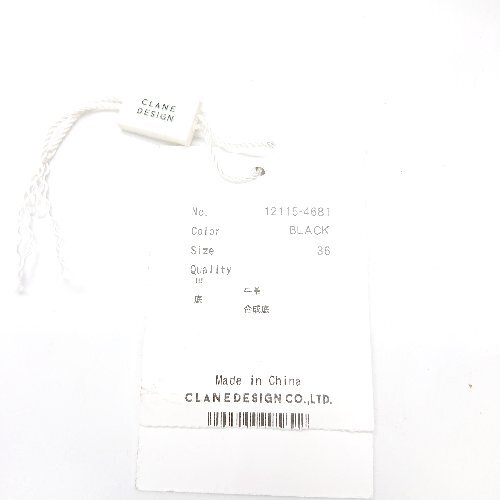 CLANE
DESIGN
No. 12115-4681
Color BLACK
Size 36
Quality
底 合成底
Made in China
CLANEDESIGN CO.,LTD.